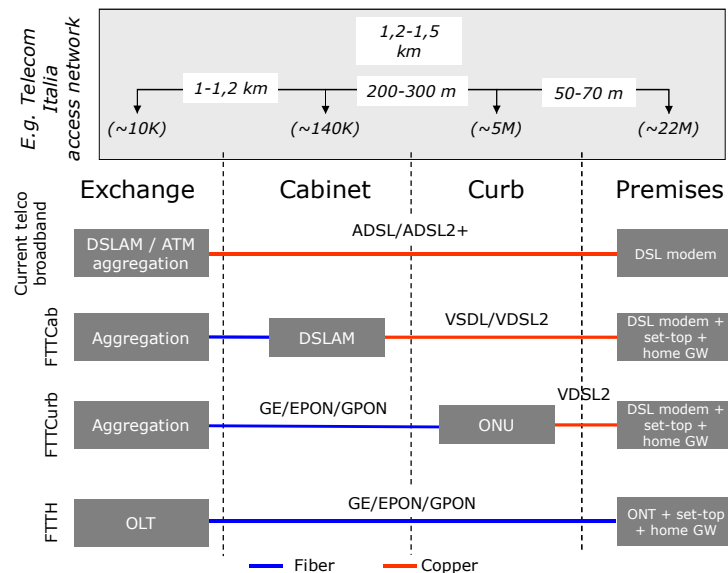 E.g. Telecom
Italia
access network
1,2-1,5
km
1-1,2 km
200-300 m
50-70 m
(~10K)
(~140K)
(~5M)
(~22M)
Exchange
Cabinet
Curb
Premises
Current telco
broadband
DSLAM / ATM
aggregation
ADSL/ADSL2+
DSL modem
FTTCab
Aggregation
DSLAM
VSDL/VDSL2
DSL modem +
set-top +
home GW
FTTCurb
Aggregation
GE/EPON/GPON
ONU
VDSL2
DSL modem +
set-top +
home GW
FTTH
OLT
GE/EPON/GPON
ONT + set-top
+ home GW
Fiber
Copper